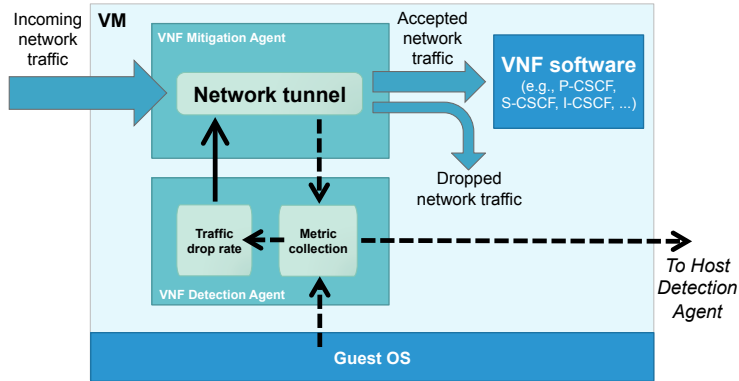 Incoming
network
traffic
VM
VNF Mitigation Agent
Network tunnel
Accepted
network
traffic
VNF software
(e.g., P-CSCF,
S-CSCF, I-CSCF, ...)
Dropped
network traffic
Traffic
drop rate
Metric
collection
VNF Detection Agent
To Host
Detection
Agent
Guest OS